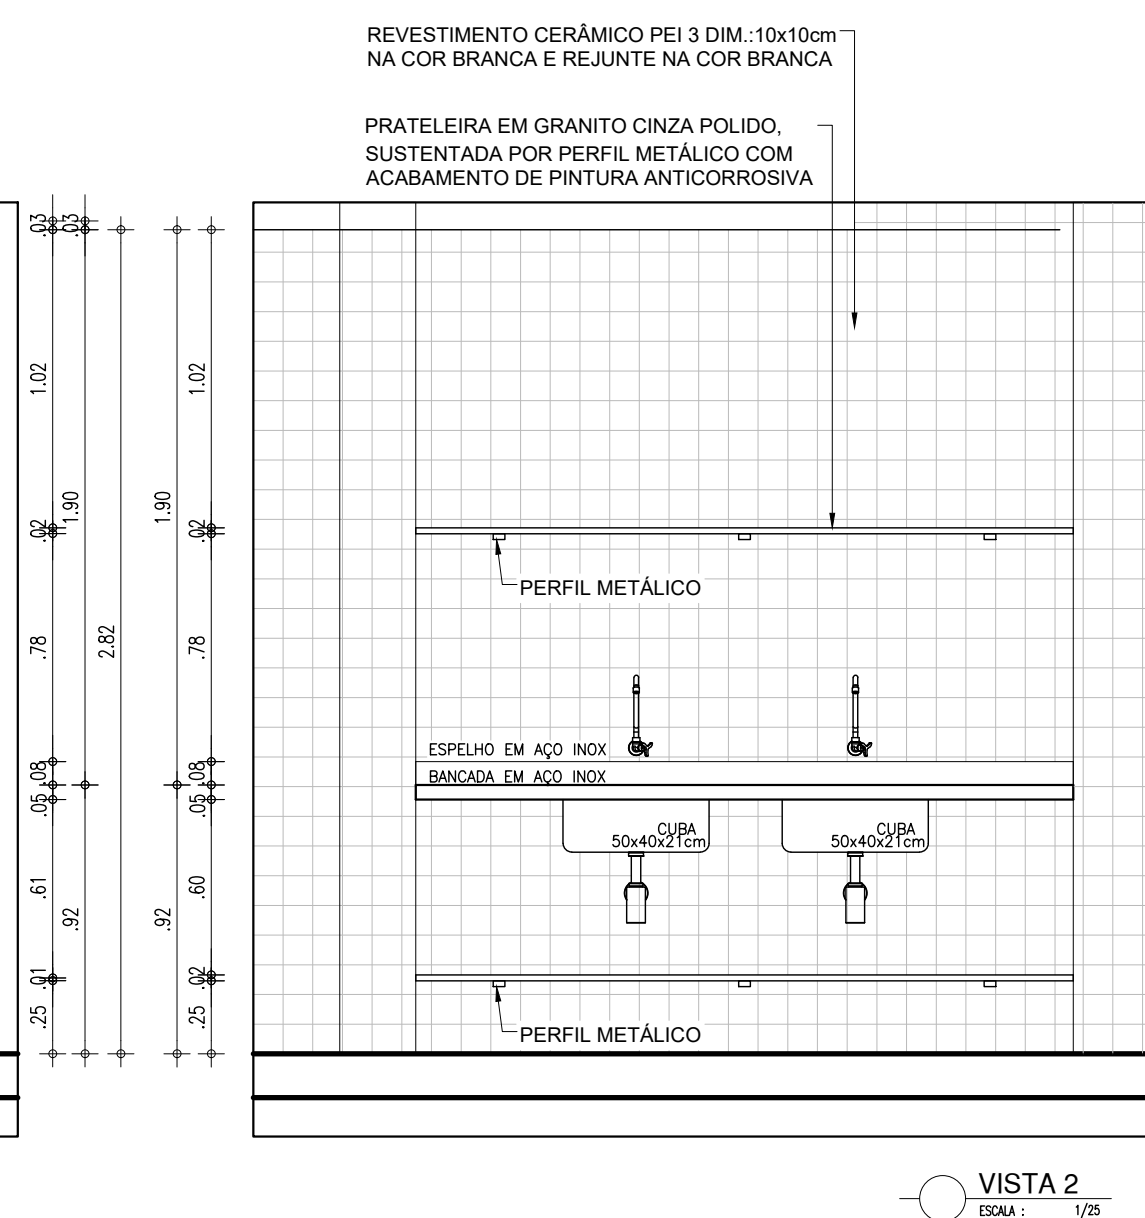 REVESTIMENTO CERÂMICO PEI 3 DIM.:10x10cm
NA COR BRANCA E REJUNTE NA COR BRANCA
PRATELEIRA EM GRANITO CINZA POLIDO,
SUSTENTADA POR PERFIL METÁLICO COM
ACABAMENTO DE PINTURA ANTICORROSIVA
.03
.03
1.02
1.02
1.90
1.90
.02
.02
PERFIL METÁLICO
.78
2.82
.78
ESPELHO EM AÇO INOX
.08
.08
BANCADA EM AÇO INOX
.05
.05
CUBA
50x40x21cm
CUBA
50x40x21cm
.61
.60
.92
.92
.01
.02
.25
.25
PERFIL METÁLICO
VISTA 2
ESCALA : 1/25